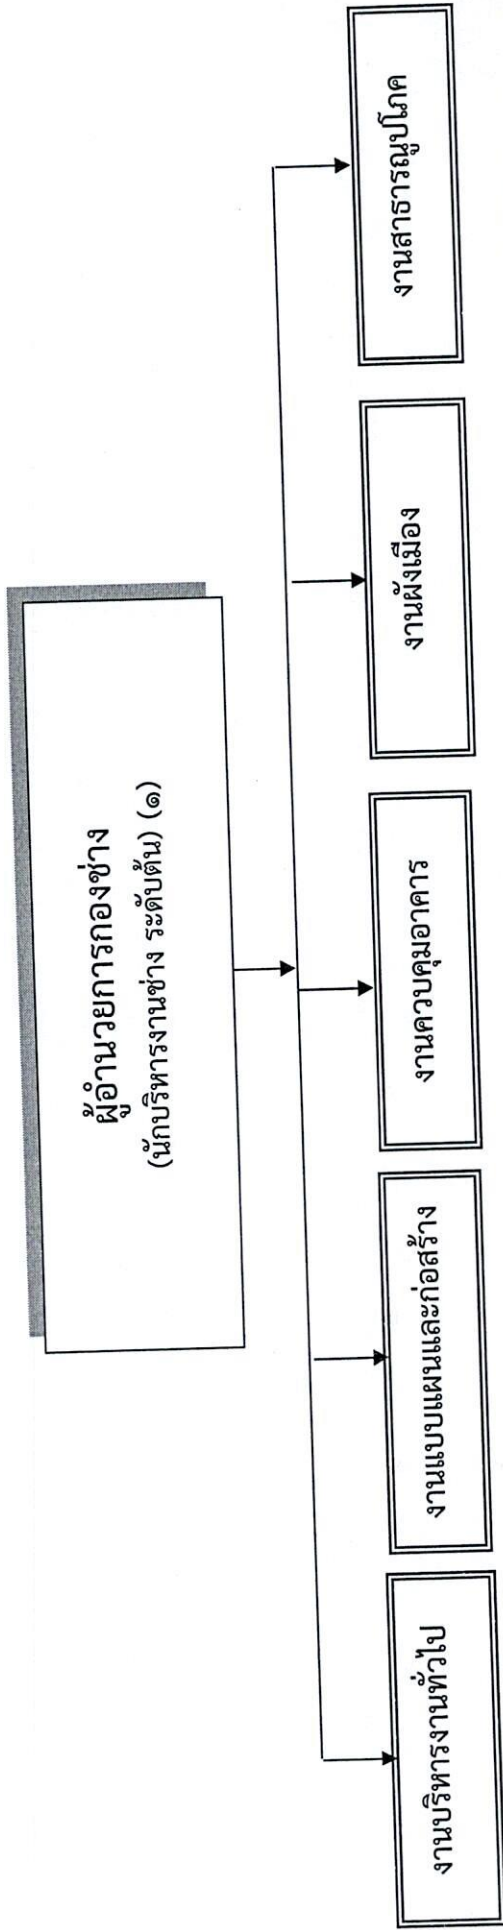 ผู้อำนวยการกองช่าง
(นักบริหารงานช่าง ระดับต้น) (๑)
งานบริหารงานทั่วไป
งานแบบแผนและก่อสร้าง
งานควบคุมอาคาร
งานผังเมือง
งานสาธารณูปโภค